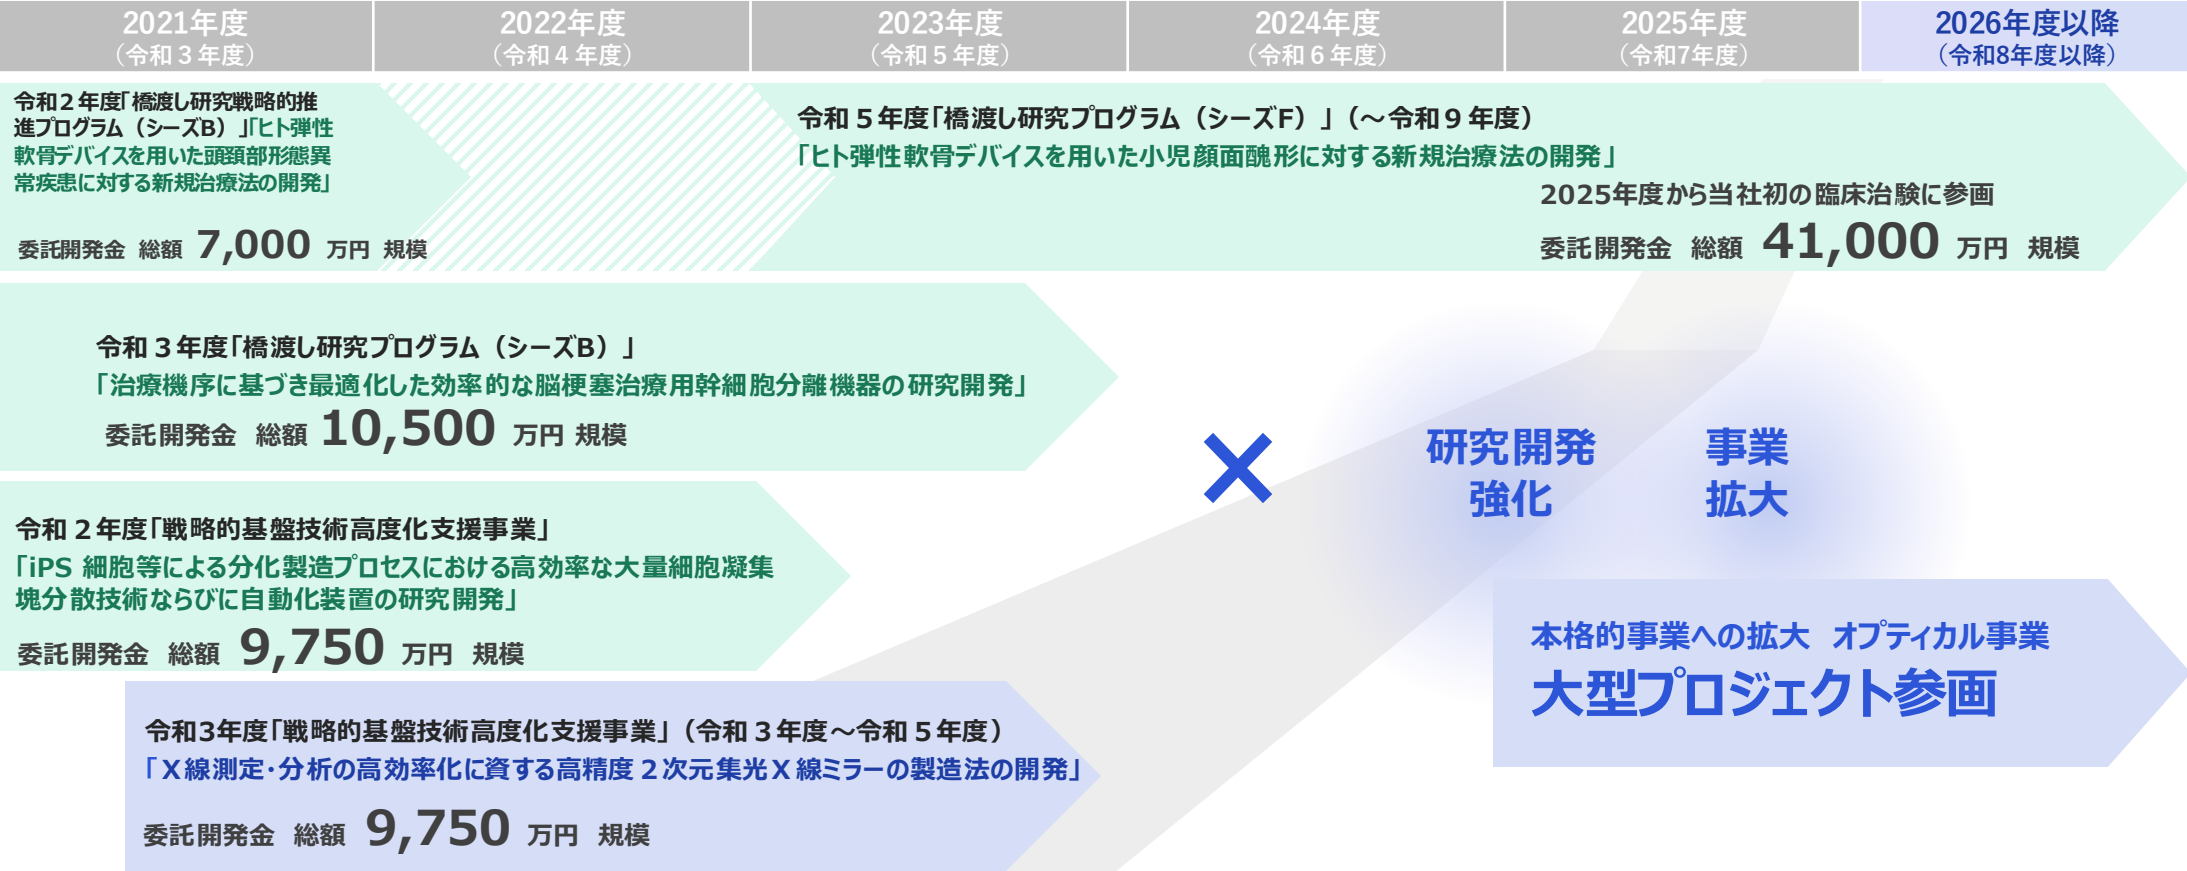 2021年度
（令和３年度）
2022年度
（令和４年度）
2023年度
（令和５年度）
2024年度
（令和６年度）
2025年度
（令和7年度）
2026年度以降
（令和8年度以降）
令和２年度「橋渡し研究戦略的推
進プログラム（シーズB）」「ヒト弾性
軟骨デバイスを用いた頭頚部形態異
常疾患に対する新規治療法の開発」
委託開発金 総額 7,000 万円 規模
令和５年度「橋渡し研究プログラム（シーズF）」（～令和９年度）
「ヒト弾性軟骨デバイスを用いた小児顔面醜形に対する新規治療法の開発」
2025年度から当社初の臨床治験に参画
委託開発金 総額 41,000 万円 規模
令和３年度「橋渡し研究プログラム（シーズB）」
「治療機序に基づき最適化した効率的な脳梗塞治療用幹細胞分離機器の研究開発」
委託開発金 総額 10,500 万円 規模
令和２年度「戦略的基盤技術高度化支援事業」
「iPS 細胞等による分化製造プロセスにおける高効率な大量細胞凝集
塊分散技術ならびに自動化装置の研究開発」
委託開発金 総額 9,750 万円 規模
令和3年度「戦略的基盤技術高度化支援事業」（令和３年度～令和５年度）
「Ｘ線測定・分析の高効率化に資する高精度２次元集光Ｘ線ミラーの製造法の開発」
委託開発金 総額 9,750 万円 規模
×
研究開発
強化
事業
拡大
本格的事業への拡大 オプティカル事業
大型プロジェクト参画